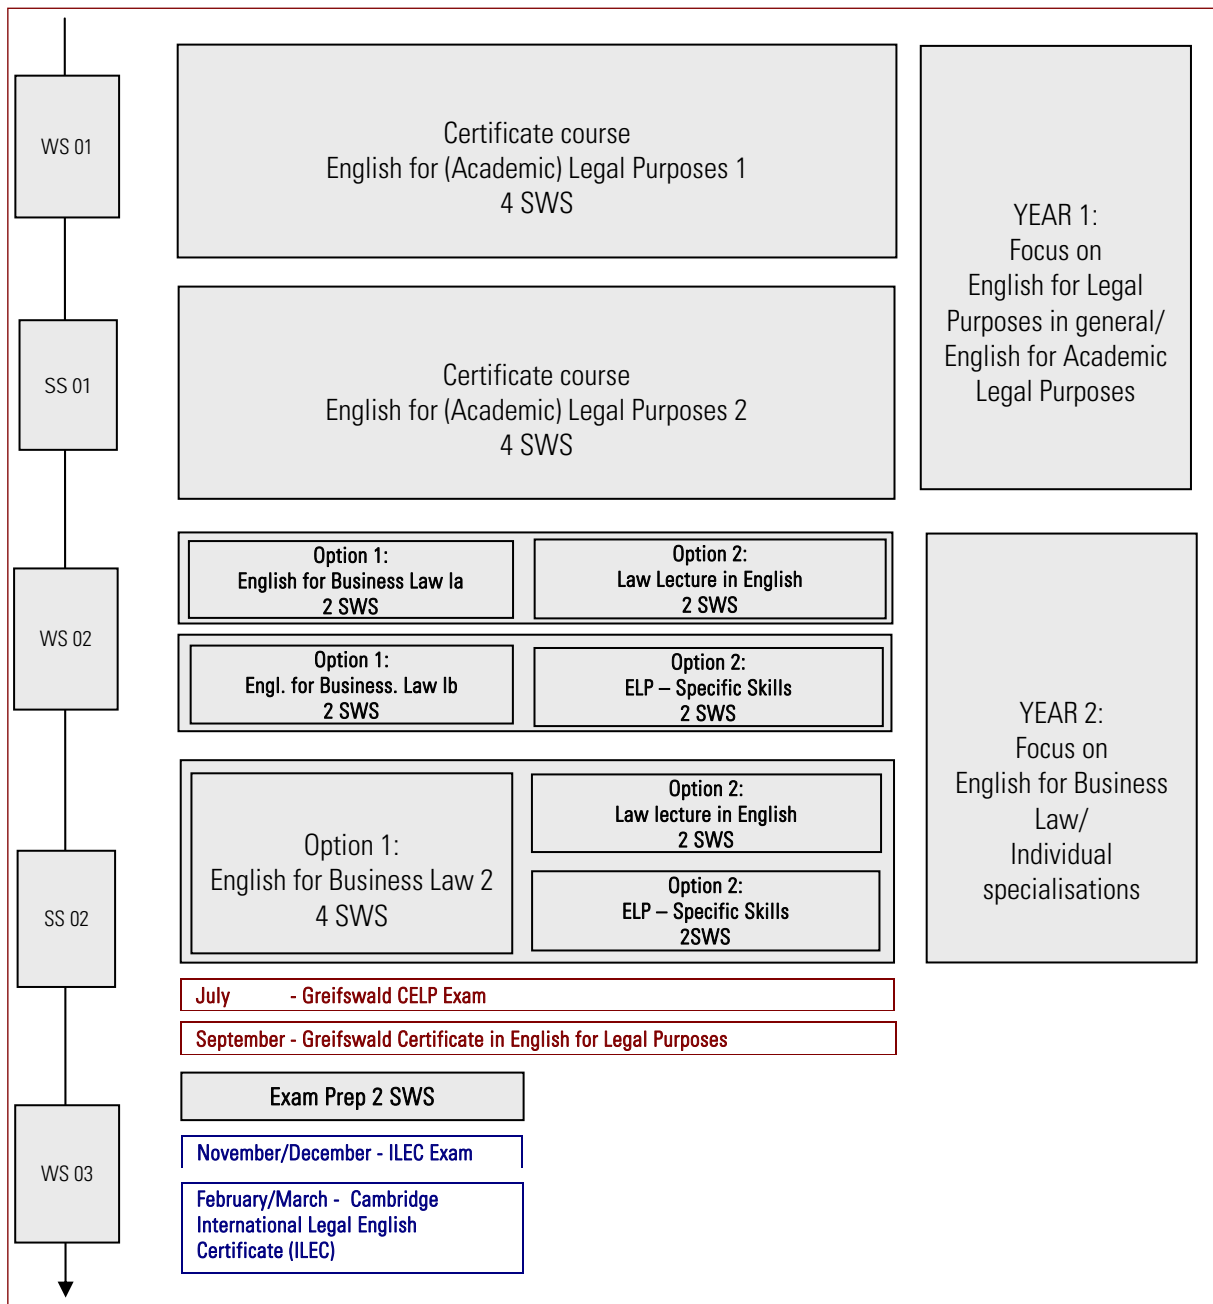 WS 01
Certificate course
English for (Academic) Legal Purposes 1
4 SWS
YEAR 1:
Focus on
English for Legal
Purposes in general/
English for Academic
Legal Purposes
SS 01
Certificate course
English for (Academic) Legal Purposes 2
4 SWS
WS 02
Option 1:
English for Business Law Ia
2 SWS
Option 2:
Law Lecture in English
2 SWS
Option 1:
Engl. for Business. Law Ib
2 SWS
Option 2:
ELP – Specific Skills
2 SWS
YEAR 2:
Focus on
English for Business
Law/
Individual
specialisations
SS 02
Option 1:
English for Business Law 2
4 SWS
Option 2:
Law lecture in English
2 SWS
Option 2:
ELP – Specific Skills
2SWS
July - Greifswald CELP Exam
September - Greifswald Certificate in English for Legal Purposes
WS 03
Exam Prep 2 SWS
November/December - ILEC Exam
February/March - Cambridge
International Legal English
Certificate (ILEC)